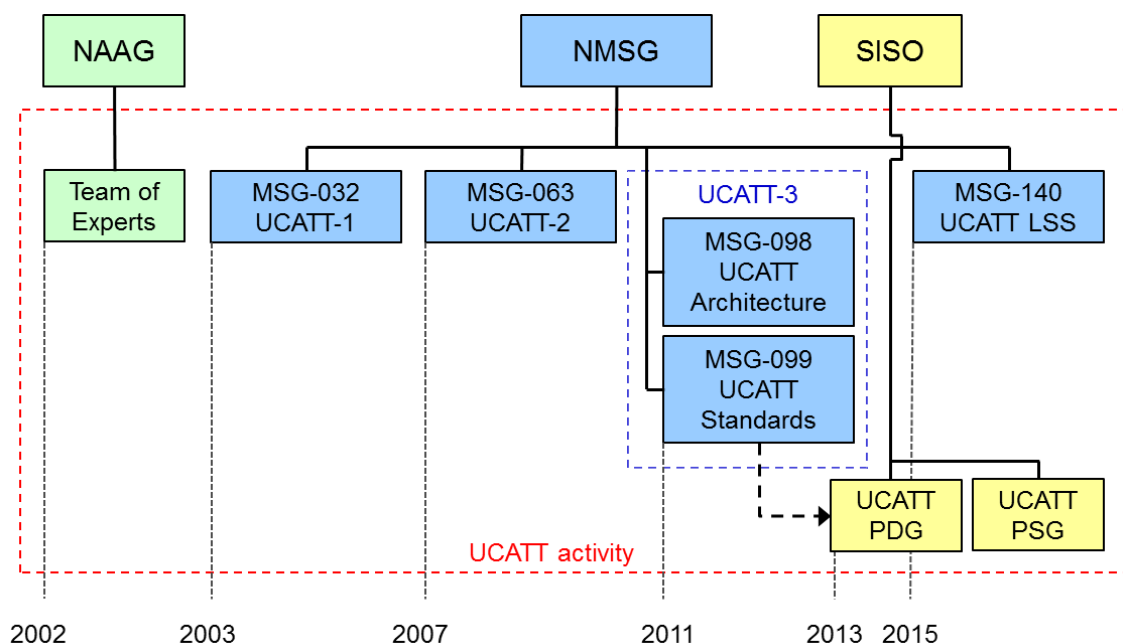 NAAG
NMSG
SISO
Team of
Experts
MSG-032
UCATT-1
MSG-063
UCATT-2
UCATT-3
MSG-098
UCATT
Architecture
MSG-099
UCATT
Standards
MSG-140
UCATT LSS
UCATT
PDG
UCATT
PSG
UCATT activity
2002
2003
2007
2011
2013
2015